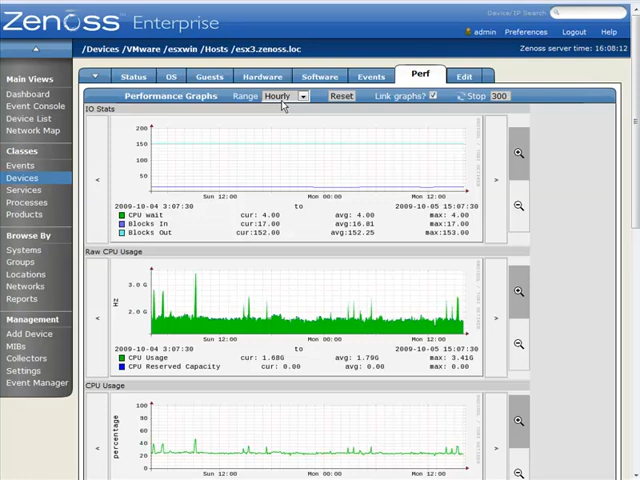 Zenoss Enterprise
Device/IP Search
admin Preferences Logout Help
/Devices /VMware /esxwin /Hosts /esx3.zenoss.loc
Zenoss server time: 16:08:12
Main Views
Dashboard
Event Console
Device List
Network Map
Classes
Events
Devices
Services
Processes
Products
Browse By
Systems
Groups
Locations
Networks
Reports
Management
Add Device
MIBs
Collectors
Settings
Event Manager
Status OS Guests Hardware Software Events Perf Edit
Performance Graphs Range Hourly Reset Link graphs? Stop 300
IO Stats
200
150
100
50
Sun 12:00 Mon 00:00 Mon 12:00
2009-10-04 3:07:30 to 2009-10-05 07:30
CPU wait cur: 4.00 avg: 4.00 max: 4.00
Blocks In cur:17.00 avg:16.81 max:17.00
Blocks Out cur:152.00 avg:152.25 max:153.00
< >
Raw CPU Usage
Hz
3.0 G
2.0 G
Sun 12:00 Mon 00:00 Mon 12:00
2009-10-04 3:07:30 to 2009-10-05 07:30
CPU Usage cur: 1.68G avg: 1.79G max: 3.41G
CPU Reserved Capacity cur: 0.00 avg: 0.00 max: 0.00
< >
CPU Usage
percentage
100
80
60
40
20
0
Sun 12:00 Mon 00:00 Mon 12:00
< >